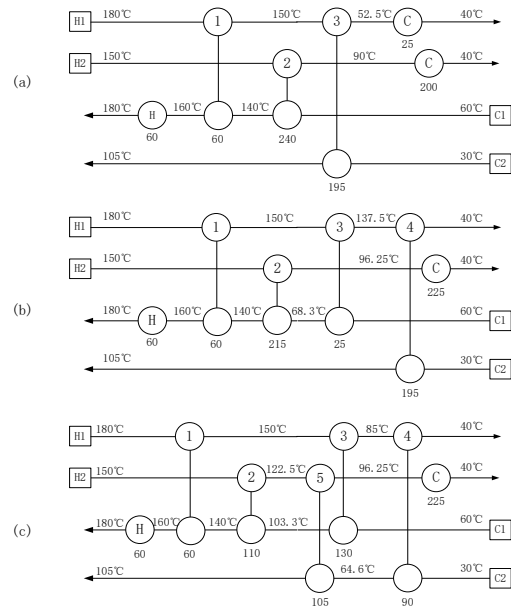 H1 180℃ 1 150℃ 3 52.5℃ C 40℃
25
H2 150℃ 2 90℃ C 40℃
200
(a)
180℃ H 160℃ 140℃ 60℃ C1
60 60 240
105℃ 30℃ C2
195
H1 180℃ 1 150℃ 3 137.5℃ 4 40℃
H2 150℃ 2 96.25℃ C 40℃
225
(b)
180℃ H 160℃ 140℃ 68.3℃ 60℃ C1
60 60 215 25
105℃ 30℃ C2
195
H1 180℃ 1 150℃ 3 85℃ 4 40℃
H2 150℃ 2 122.5℃ 5 96.25℃ C 40℃
225
(c)
180℃ H 160℃ 140℃ 103.3℃ 60℃ C1
60 60 110 130
105℃ 64.6℃ 30℃ C2
105 90